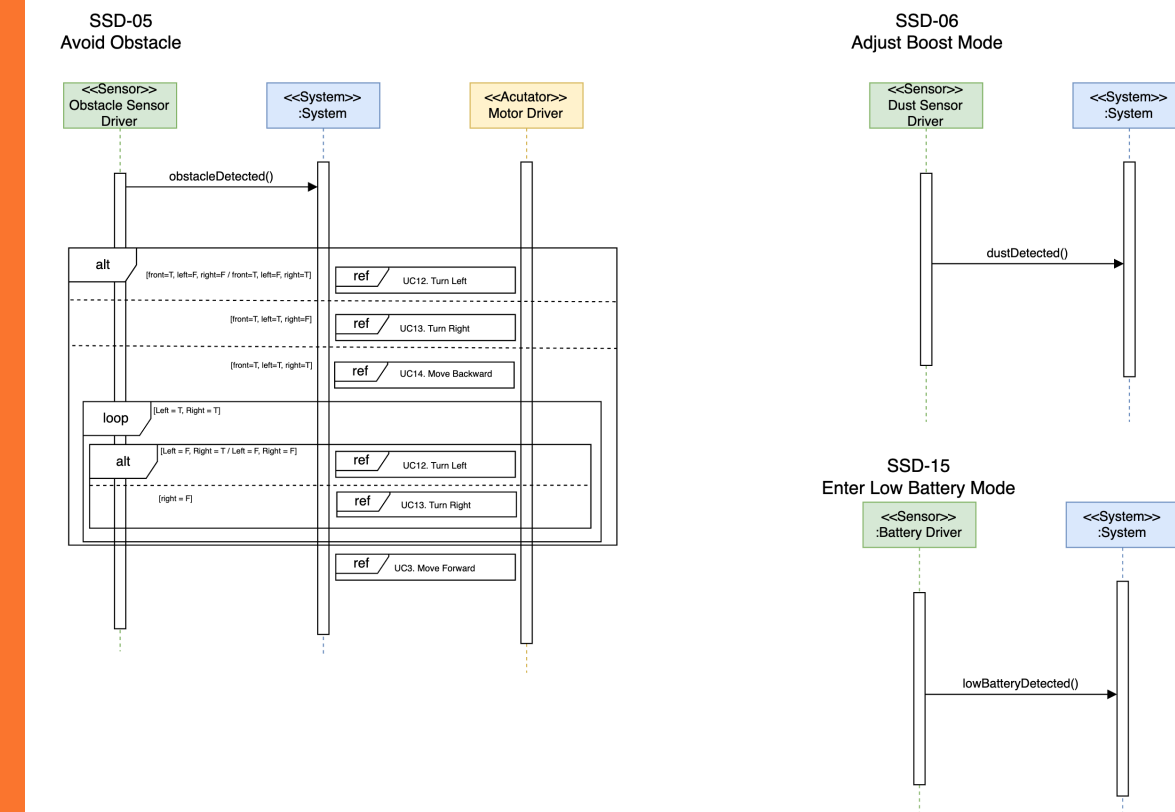 SSD-05
Avoid Obstacle
<<Sensor>>
Obstacle Sensor
Driver
<<System>>
:System
<<Acutator>>
Motor Driver
obstacleDetected()
alt
[front=T, left=F, right=F / front=T, left=F, right=T]
ref
UC12. Turn Left
[front=T, left=T, right=F]
ref
UC13. Turn Right
[front=T, left=T, right=T]
ref
UC14. Move Backward
loop
[Left = T, Right = T]
alt
[Left = F, Right = T / Left = F, Right = F]
ref
UC12. Turn Left
[right = F]
ref
UC13. Turn Right
ref
UC3. Move Forward
SSD-06
Adjust Boost Mode
<<Sensor>>
Dust Sensor
Driver
<<System>>
:System
dustDetected()
SSD-15
Enter Low Battery Mode
<<Sensor>>
:Battery Driver
<<System>>
:System
lowBatteryDetected()